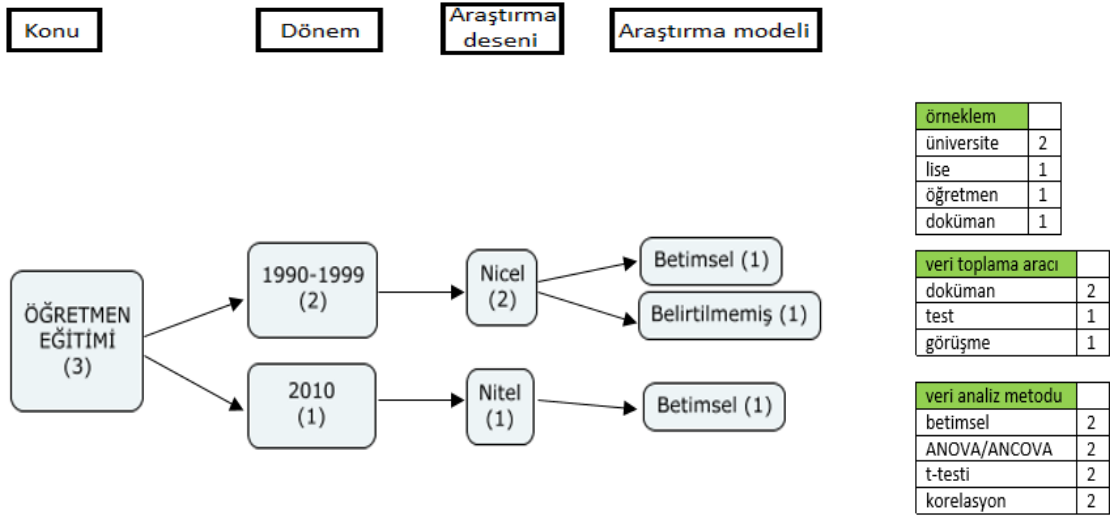 Konu
Dönem
Araştırma
deseni
Araştırma modeli
ÖĞRETMEN
EĞİTİMİ
(3)
1990-1999
(2)
2010
(1)
Nicel
(2)
Nitel
(1)
Betimsel (1)
Belirtilmemiş (1)
Betimsel (1)
örneklem
üniversite 2
lise 1
öğretmen 1
doküman 1
veri toplama aracı
doküman 2
test 1
görüşme 1
veri analiz metodu
betimsel 2
ANOVA/ANCOVA 2
t-testi 2
korelasyon 2